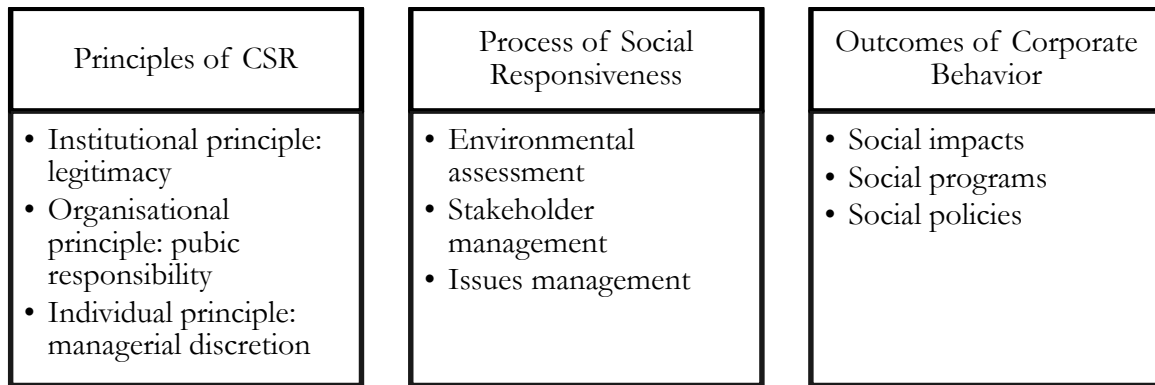 Principles of CSR
• Institutional principle:
legitimacy
• Organisational
principle: pubic
responsibility
• Individual principle:
managerial discretion
Process of Social
Responsiveness
• Environmental
assessment
• Stakeholder
management
• Issues management
Outcomes of Corporate
Behavior
• Social impacts
• Social programs
• Social policies